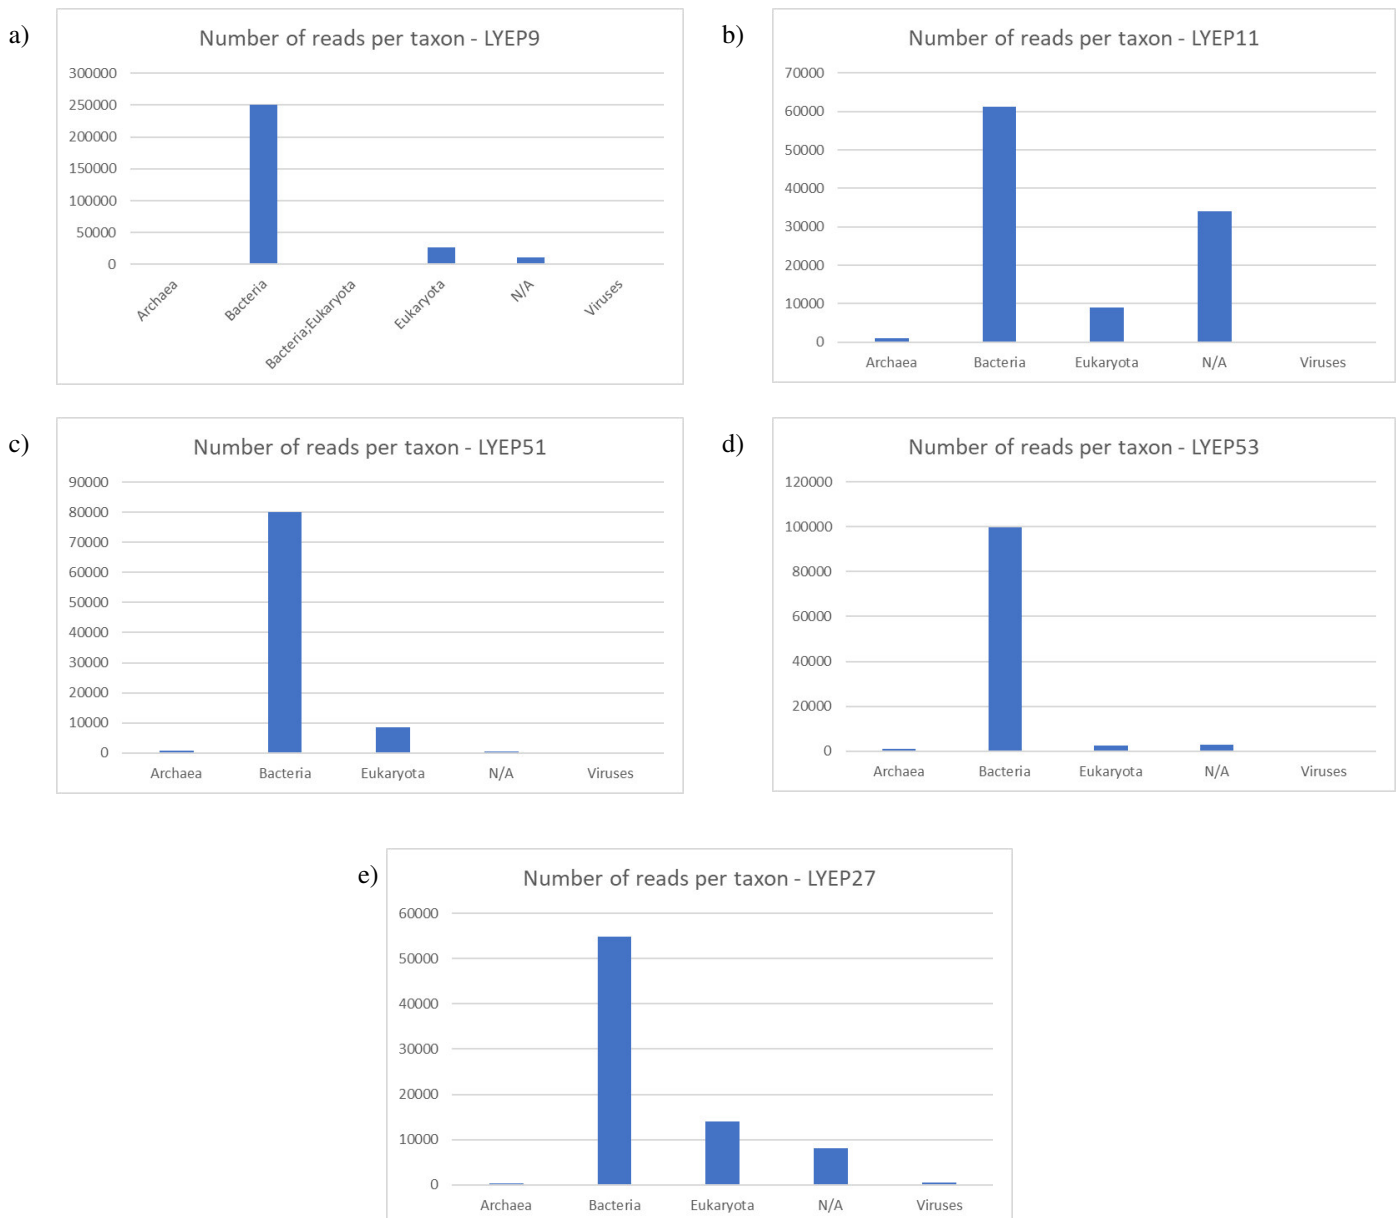 a)
Number of reads per taxon - LYEP9
300000
250000
200000
150000
100000
50000
0
Archaea
Bacteria
Bacteria;Eukaryota
Eukaryota
N/A
Viruses
b)
Number of reads per taxon - LYEP11
70000
60000
50000
40000
30000
20000
10000
0
Archaea Bacteria Eukaryota N/A Viruses
c)
Number of reads per taxon - LYEP51
90000
80000
70000
60000
50000
40000
30000
20000
10000
0
Archaea Bacteria Eukaryota N/A Viruses
d)
Number of reads per taxon - LYEP53
120000
100000
80000
60000
40000
20000
0
Archaea Bacteria Eukaryota N/A Viruses
e)
Number of reads per taxon - LYEP27
60000
50000
40000
30000
20000
10000
0
Archaea Bacteria Eukaryota N/A Viruses